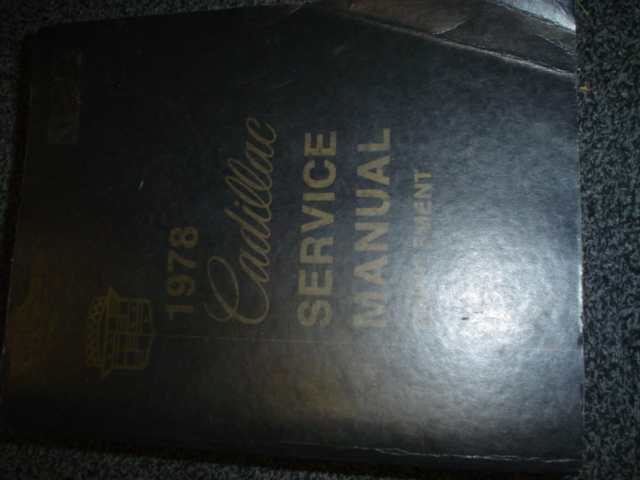 1978
Cadillac
SERVICE
MANUAL